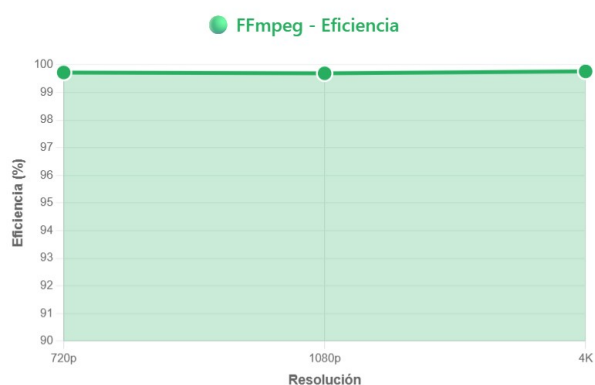 FFmpeg - Eficiencia
100
99
98
97
96
95
94
93
92
91
90
Eficiencia (%)
720p 1080p 4K
Resolución